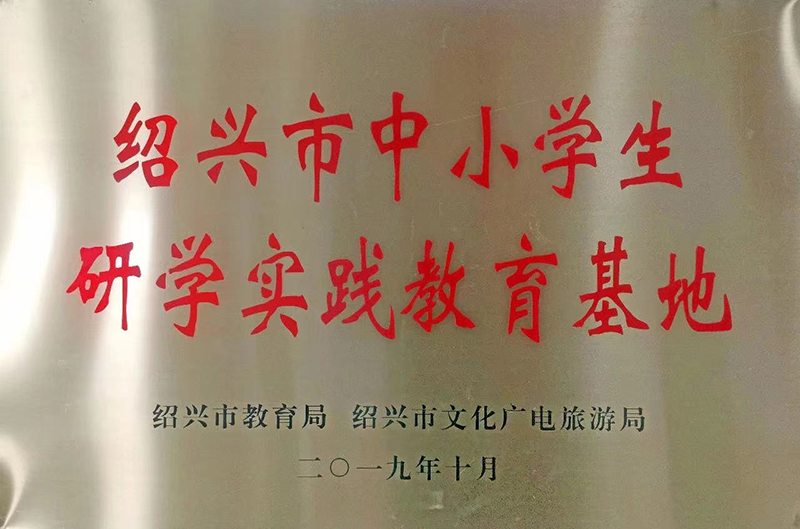 绍兴市中小学生
研学实践教育基地
绍兴市教育局 绍兴市文化广电旅游局
二〇一九年十月